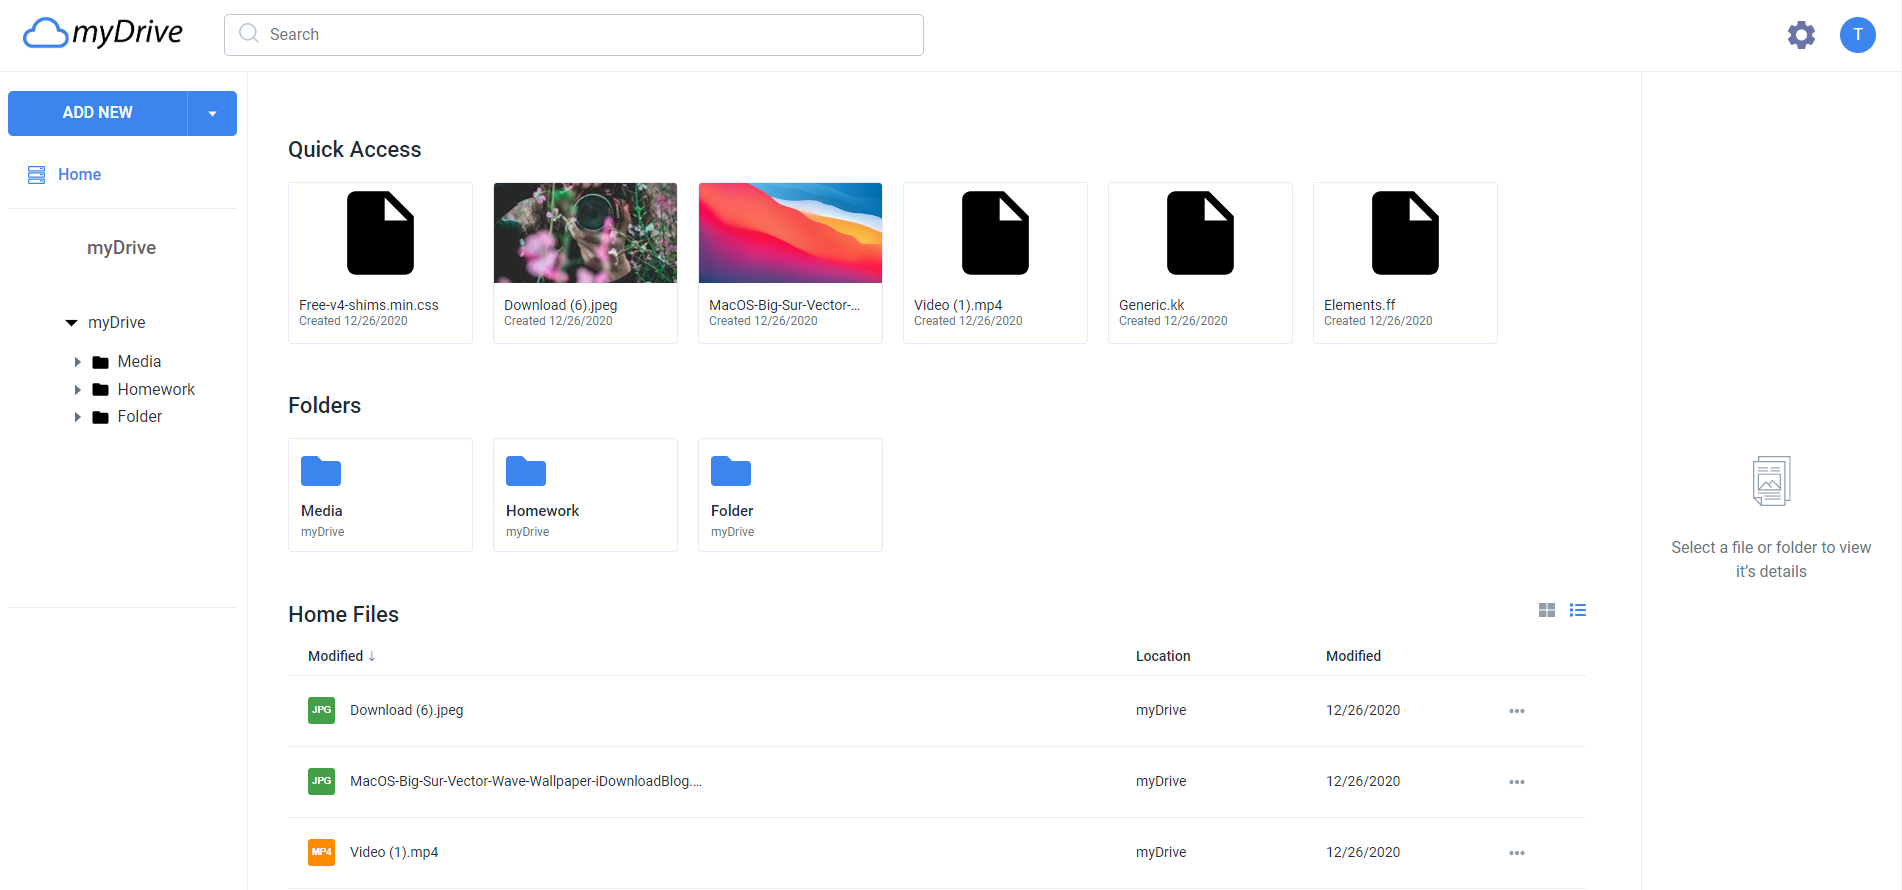 myDrive
Search
T
ADD NEW
Home
myDrive
myDrive
Media
Homework
Folder
Quick Access
Free-v4-shims.min.css
Created 12/26/2020
Download (6).jpeg
Created 12/26/2020
MacOS-Big-Sur-Vector-...
Created 12/26/2020
Video (1).mp4
Created 12/26/2020
Generic.kk
Created 12/26/2020
Elements.ff
Created 12/26/2020
Folders
Media
myDrive
Homework
myDrive
Folder
myDrive
Home Files
Modified ↓ Location Modified
JPG Download (6).jpeg myDrive 12/26/2020
JPG MacOS-Big-Sur-Vector-Wave-Wallpaper-iDownloadBlog.... myDrive 12/26/2020
MP4 Video (1).mp4 myDrive 12/26/2020
Select a file or folder to view
it's details